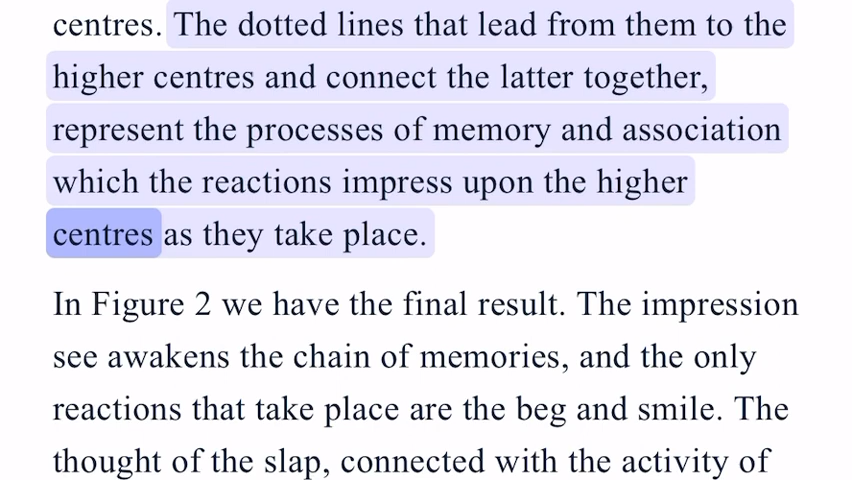 centres. The dotted lines that lead from them to the
higher centres and connect the latter together,
represent the processes of memory and association
which the reactions impress upon the higher
centres as they take place.
In Figure 2 we have the final result. The impression
see awakens the chain of memories, and the only
reactions that take place are the beg and smile. The
thought of the slap, connected with the activity of